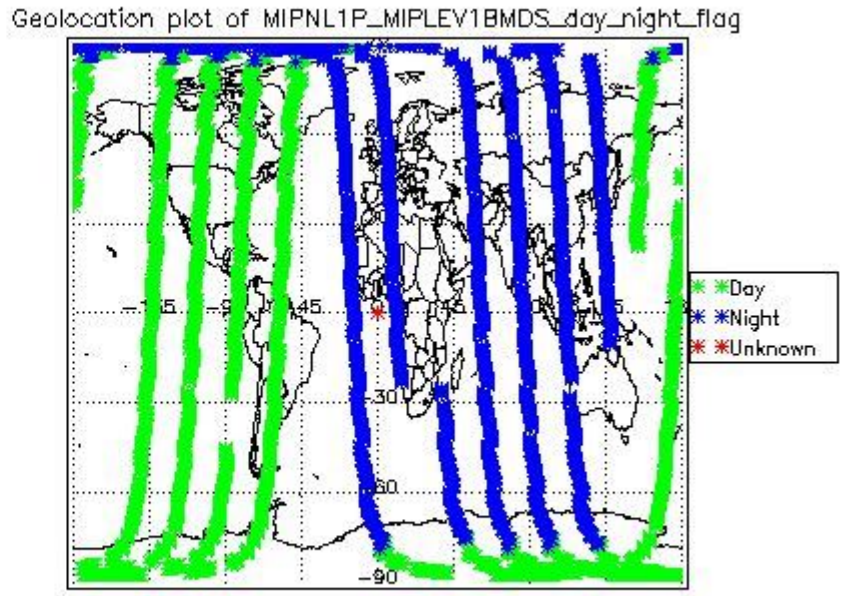 Geolocation plot of MIPNL1P_MIPLEV1BMDS_day_night_flag
Day
Night
Unknown
-45
-30
-60
-90